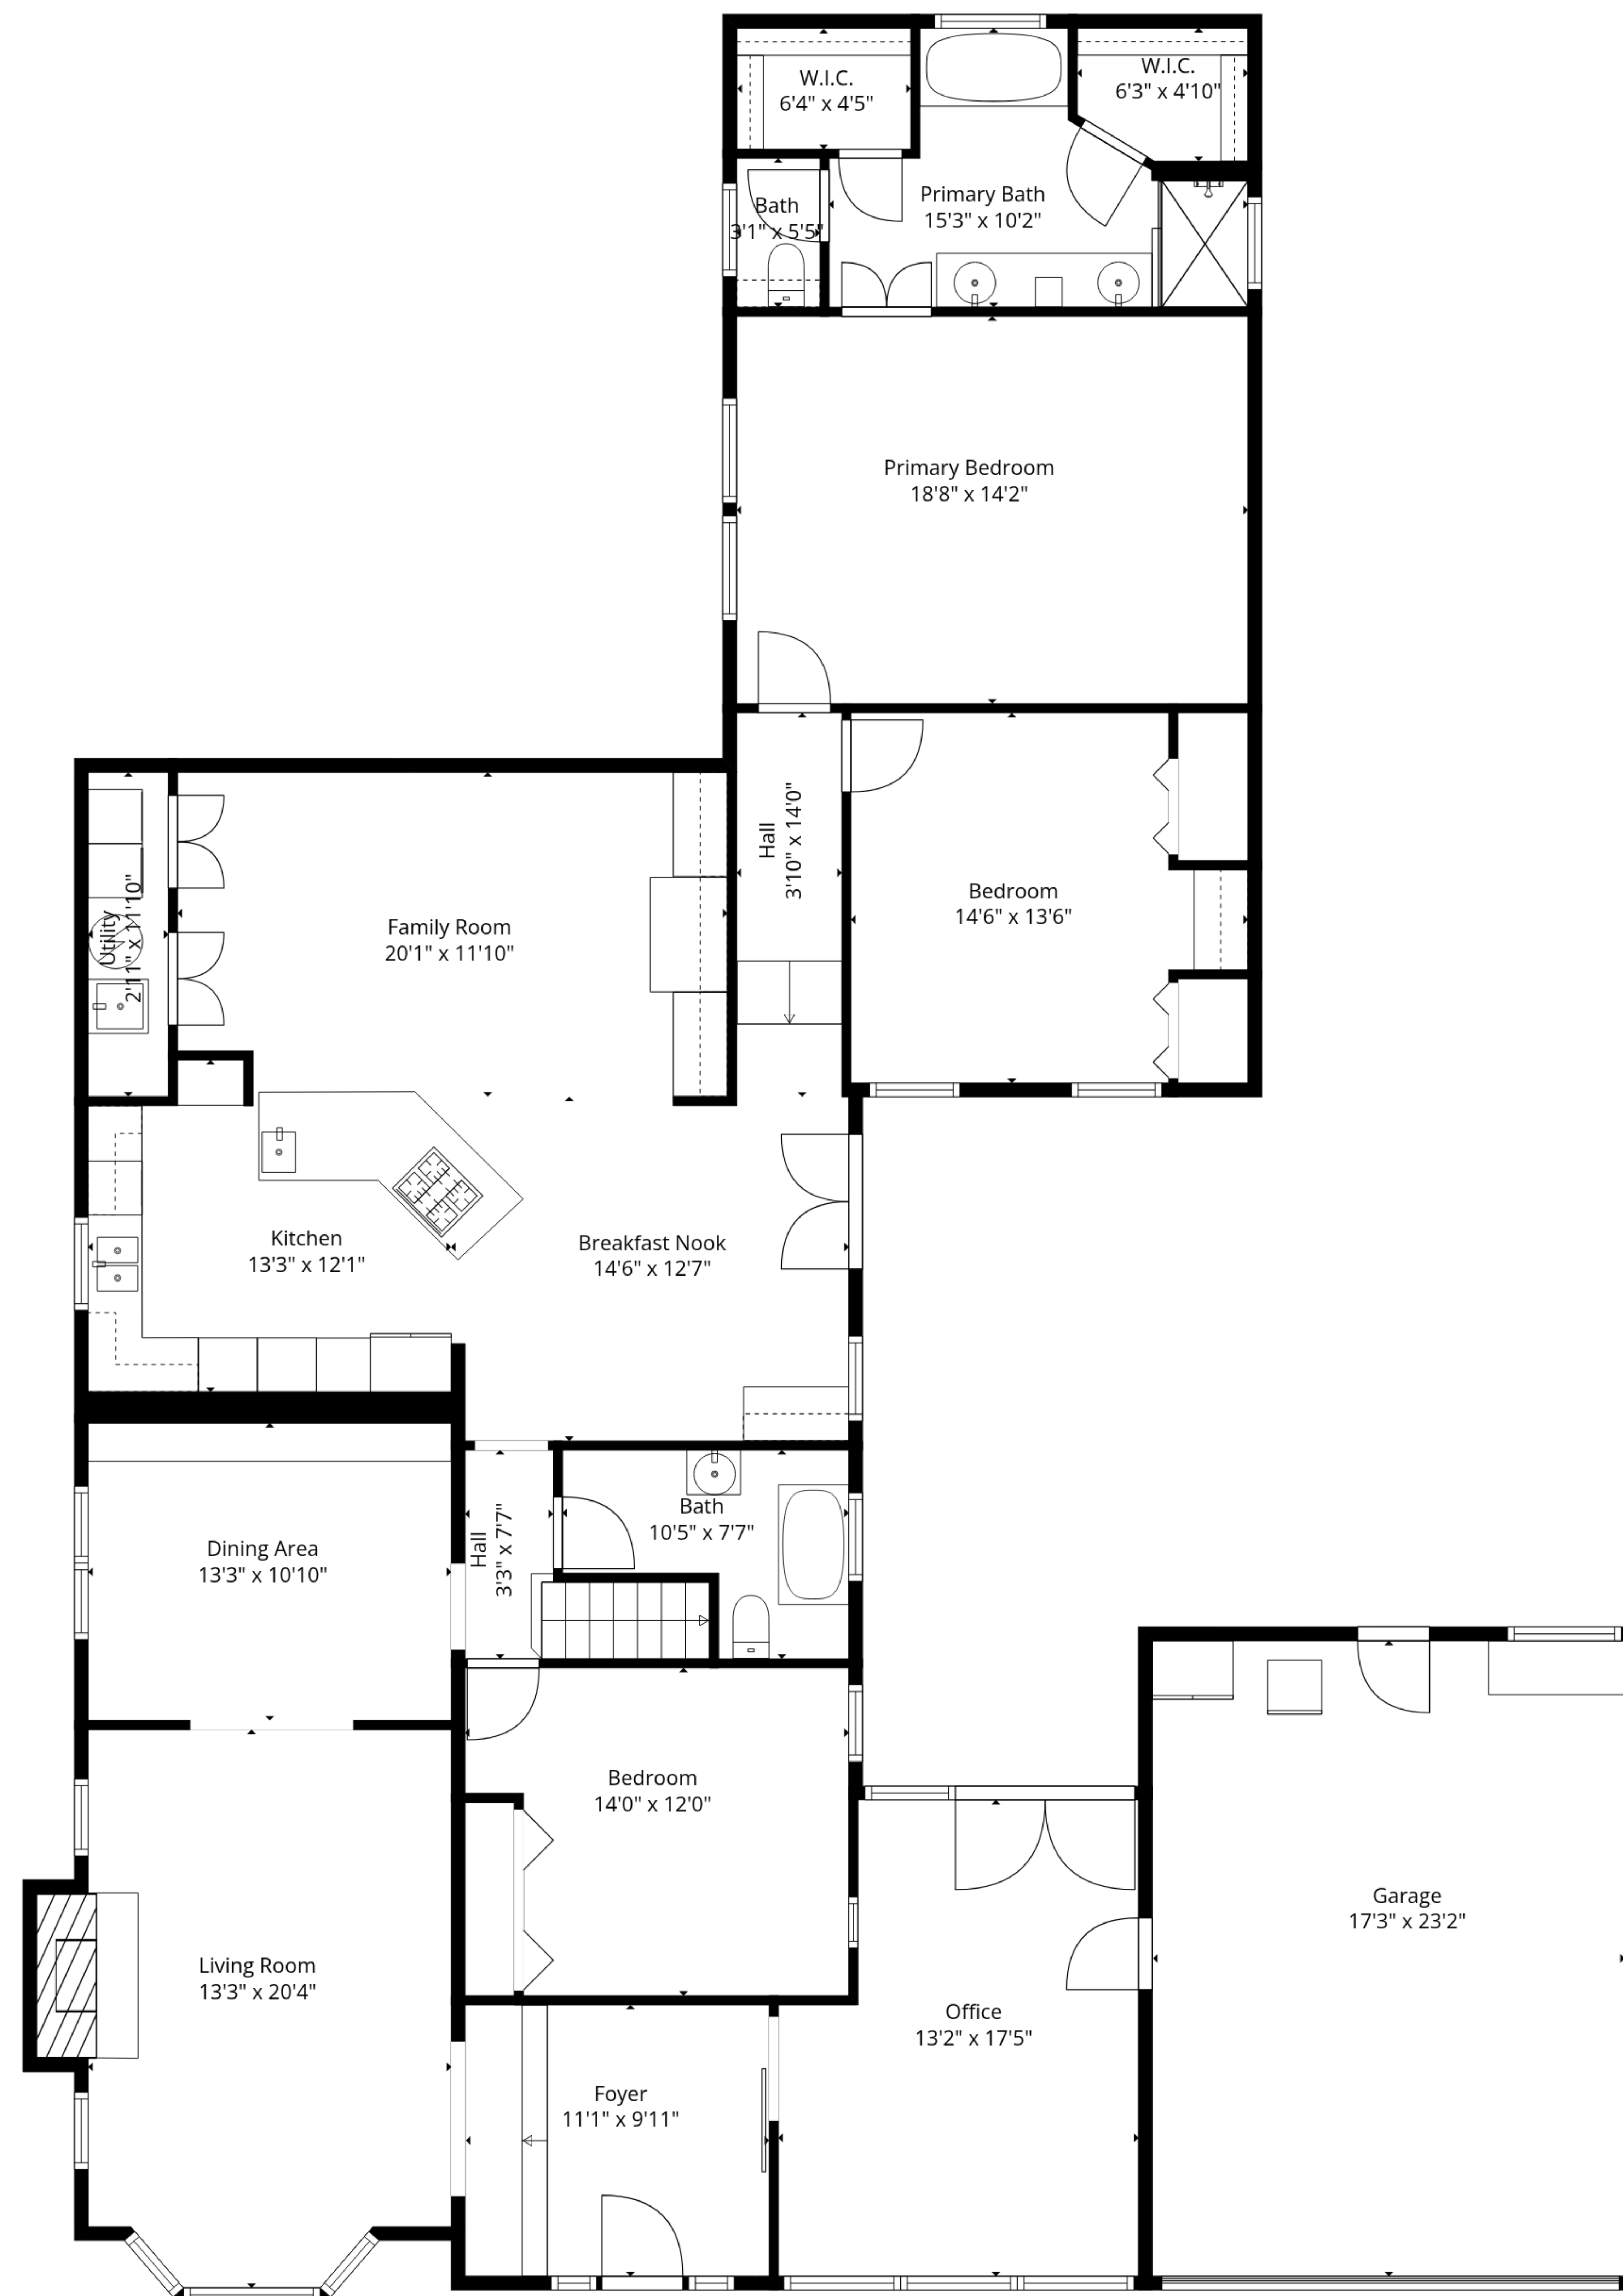 W.I.C.
6'4" x 4'5"
W.I.C.
6'3" x 4'10"
Bath
3'1" x 5'5"
Primary Bath
15'3" x 10'2"
Primary Bedroom
18'8" x 14'2"
Hall
3'10" x 14'0"
Bedroom
14'6" x 13'6"
Utility
2'11" x 11'10"
Family Room
20'1" x 11'10"
Kitchen
13'3" x 12'1"
Breakfast Nook
14'6" x 12'7"
Dining Area
13'3" x 10'10"
Hall
3'3" x 7'7"
Bath
10'5" x 7'7"
Bedroom
14'0" x 12'0"
Garage
17'3" x 23'2"
Living Room
13'3" x 20'4"
Office
13'2" x 17'5"
Foyer
11'1" x 9'11"